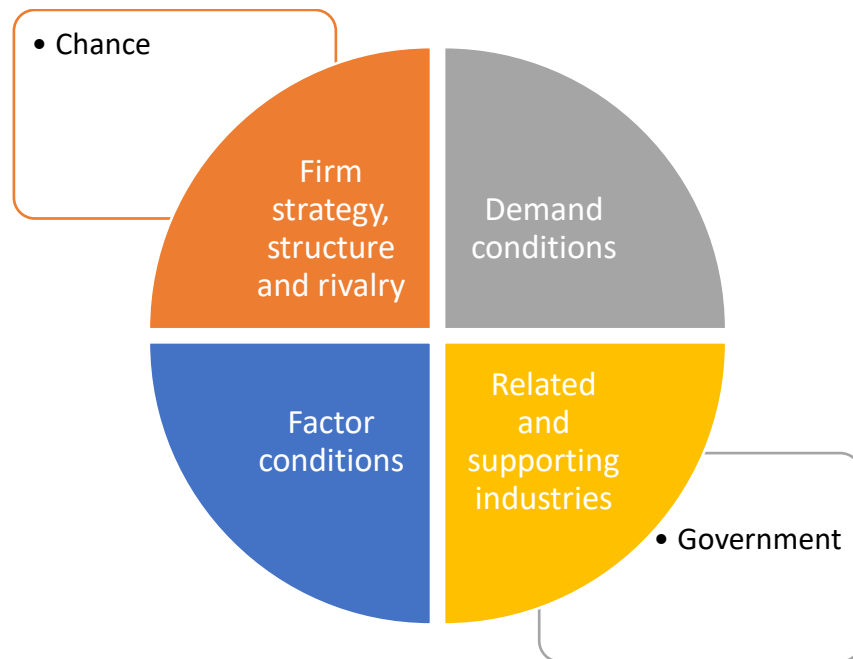 • Chance
Firm
strategy,
structure
and rivalry
Demand
conditions
Factor
conditions
Related
and
supporting
industries
• Government